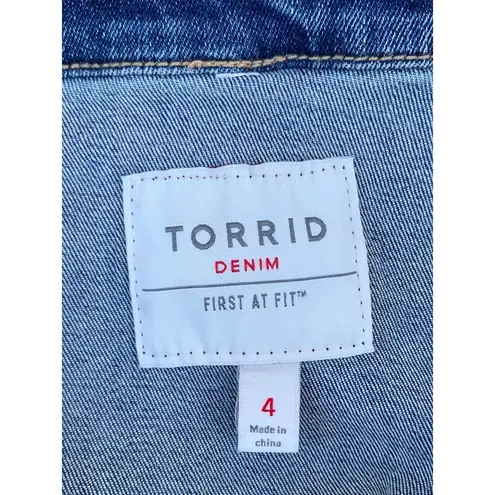 TORRID
DENIM
FIRST AT FIT™
4
Made in
china